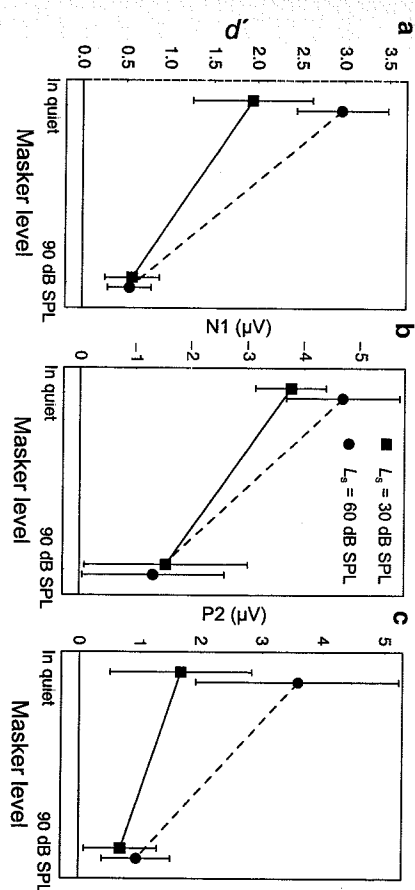 a
d'
0.0 0.5 1.0 1.5 2.0 2.5 3.0 3.5
In quiet 90 dB SPL
Masker level
b
N1 (µV)
0 -1 -2 -3 -4 -5
In quiet 90 dB SPL
Masker level
Ls = 30 dB SPL
Ls = 60 dB SPL
c
P2 (µV)
0 1 2 3 4 5
In quiet 90 dB SPL
Masker level